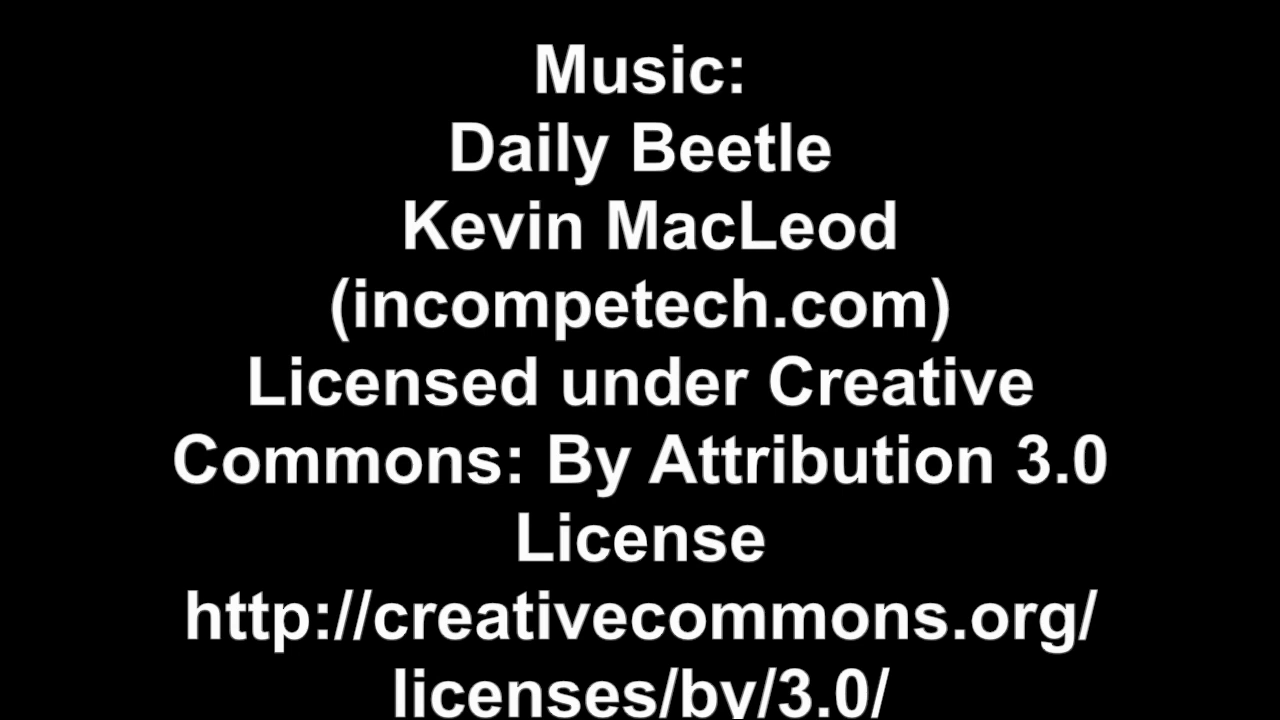 Music:
Daily Beetle
Kevin MacLeod
(incompetech.com)
Licensed under Creative
Commons: By Attribution 3.0
License
http://creativecommons.org/
licenses/by/3.0/